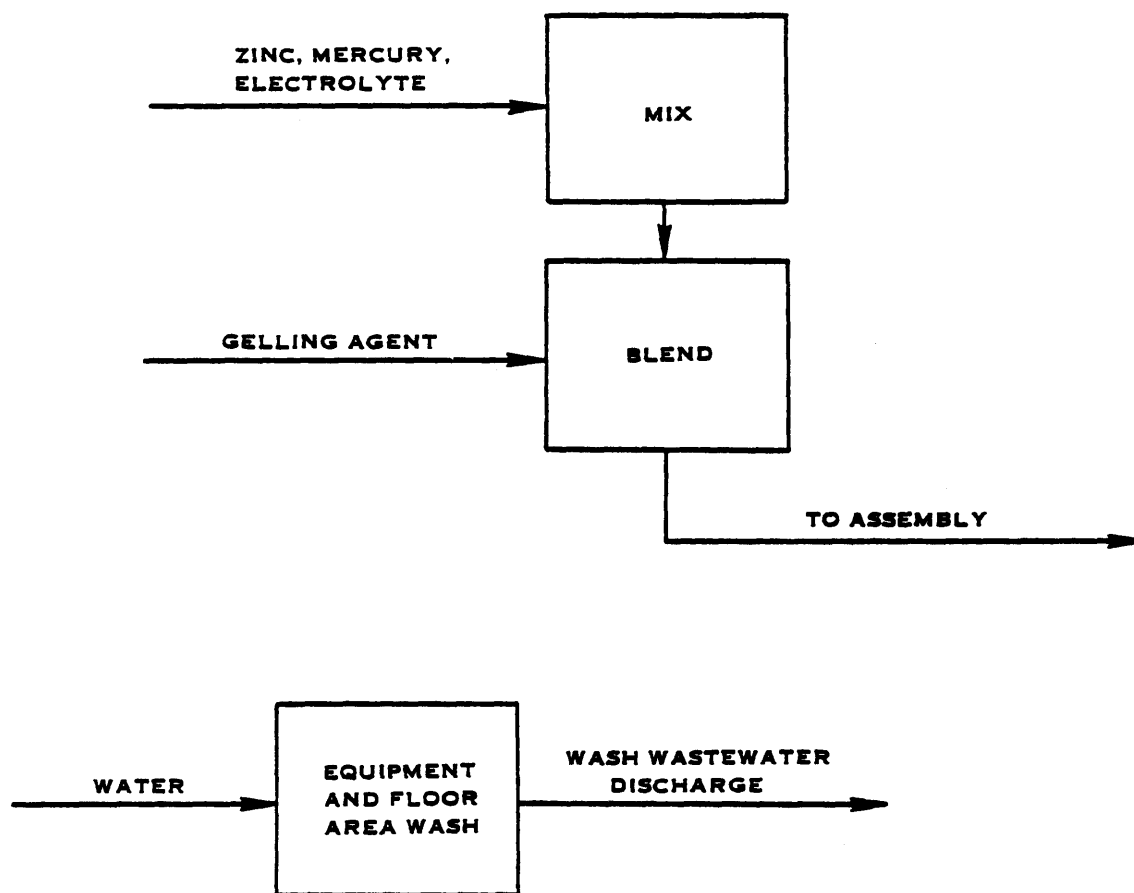 ZINC, MERCURY,
ELECTROLYTE
MIX
GELLING AGENT
BLEND
TO ASSEMBLY
WATER
EQUIPMENT
AND FLOOR
AREA WASH
WASH WASTEWATER
DISCHARGE